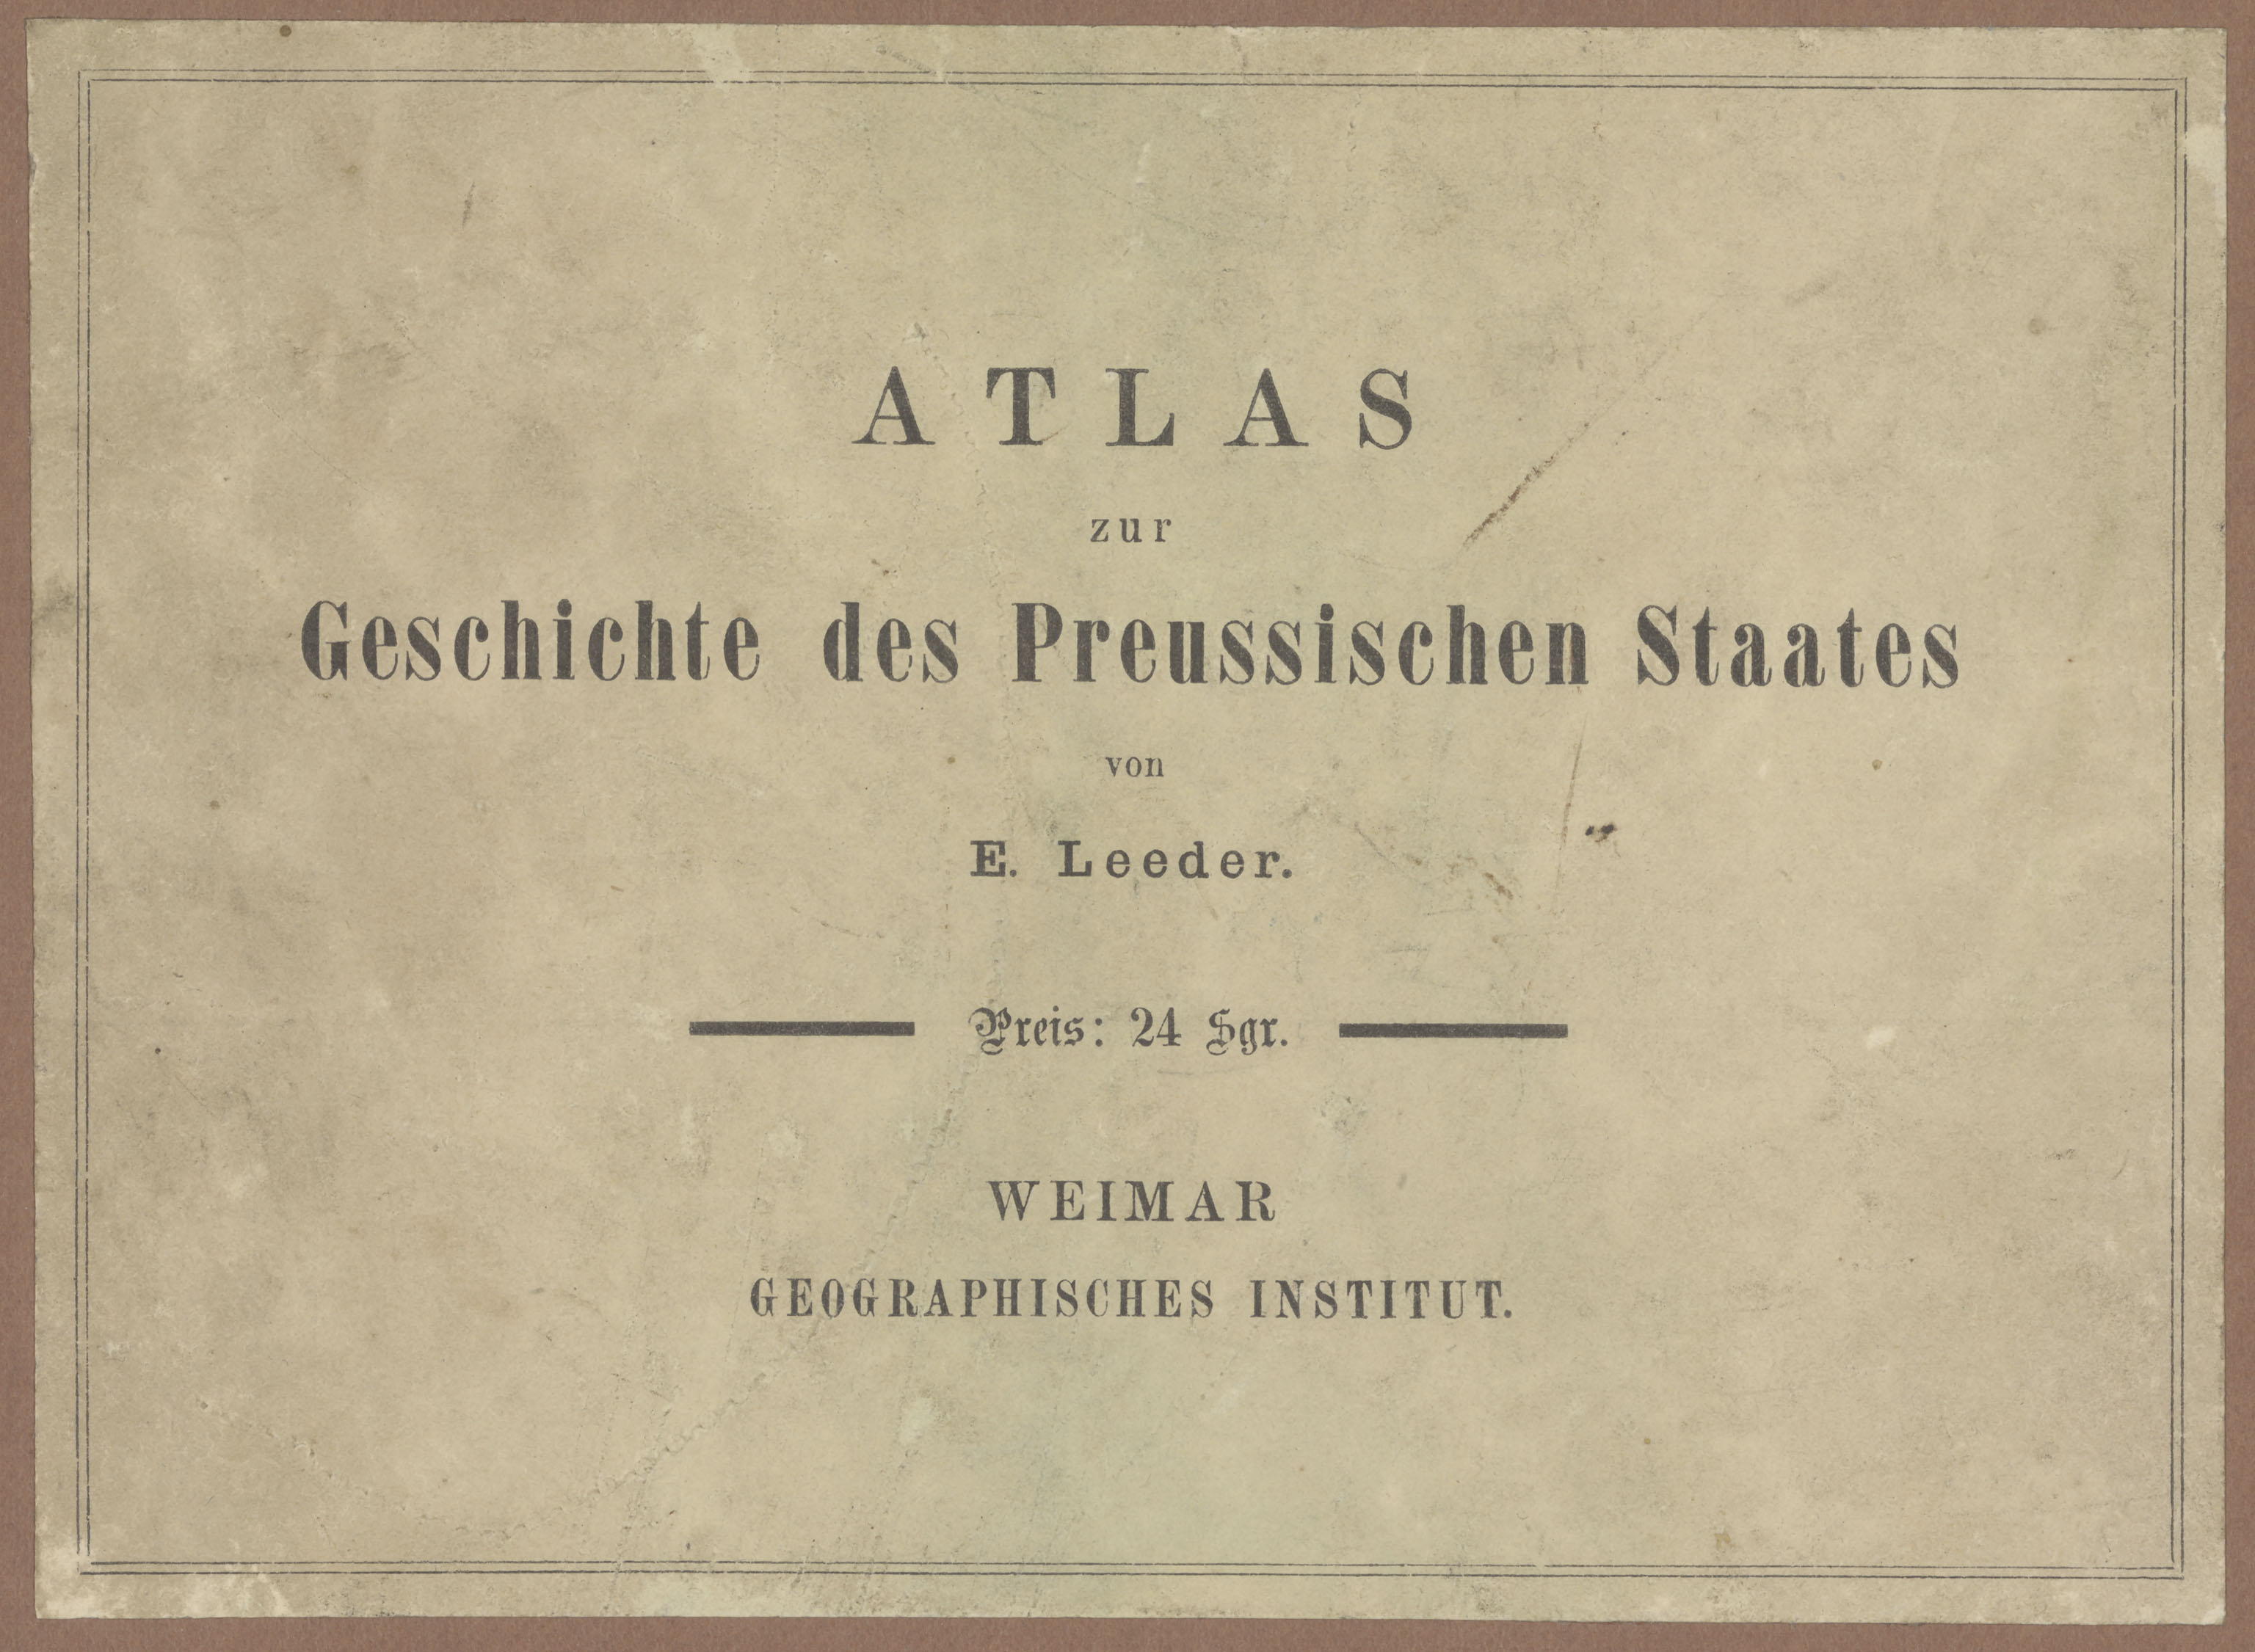 ATLAS
zur
Geschichte des Preussischen Staates
von
E. Leeder.
Preis: 24 Sgr.
WEIMAR
GEOGRAPHISCHES INSTITUT.